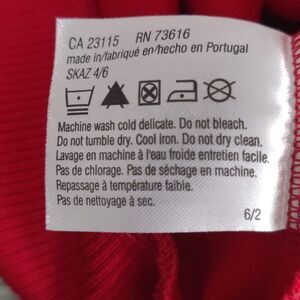 CA 23115 RN 73616
made in/fabriqué en/hecho en Portugal
SKAZ 4/6
Machine wash cold delicate. Do not bleach.
Do not tumble dry. Cool iron. Do not dry clean.
Lavage en machine à l'eau froide entretien facile.
Pas de chlorage. Pas de séchage en machine.
Repassage à température faible.
Pas de nettoyage à sec.
6/2